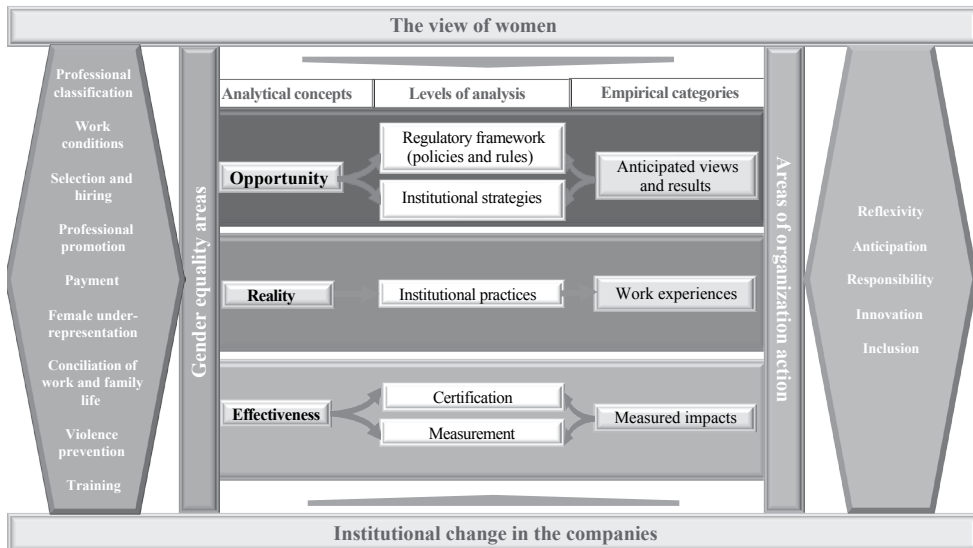 The view of women
Professional
classification
Work
conditions
Selection and
hiring
Professional
promotion
Payment
Female under-
representation
Conciliation of
work and family
life
Violence
prevention
Training
Gender equality areas
Analytical concepts
Levels of analysis
Empirical categories
Opportunity
Regulatory framework
(policies and rules)
Institutional strategies
Anticipated views
and results
Reality
Institutional practices
Work experiences
Effectiveness
Certification
Measurement
Measured impacts
Areas of organization action
Reflexivity
Anticipation
Responsibility
Innovation
Inclusion
Institutional change in the companies